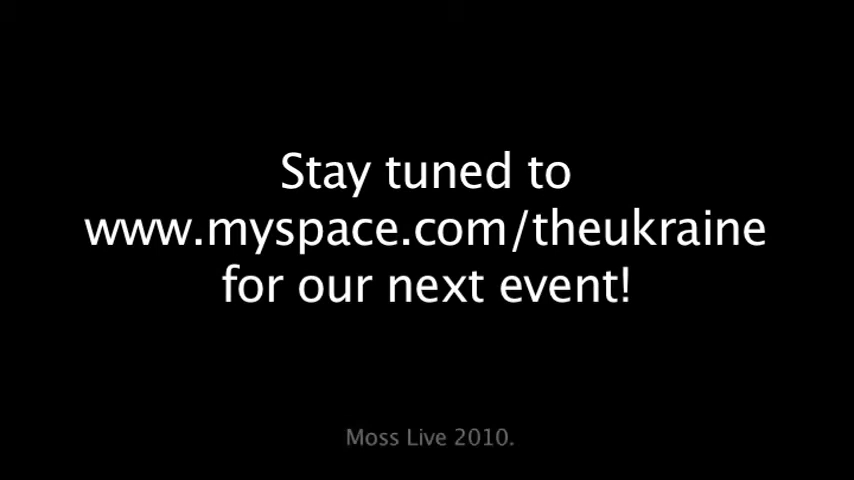 Stay tuned to
www.myspace.com/theukraine
for our next event!
Moss Live 2010.